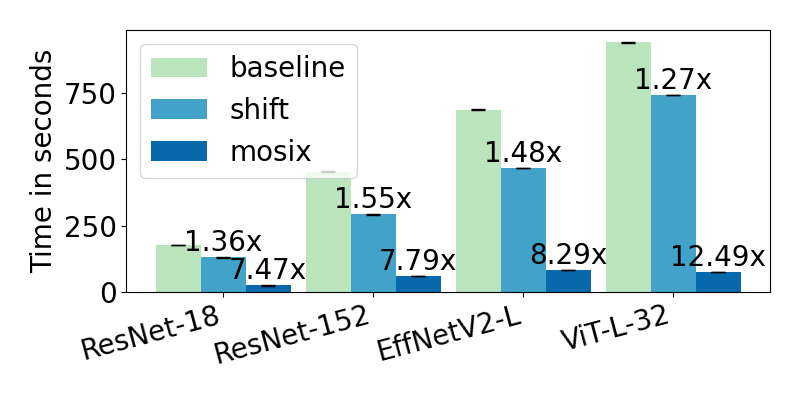 Time in seconds
750
500
250
0
baseline
shift
mosix
1.36x
7.47x
1.55x
7.79x
1.48x
8.29x
1.27x
12.49x
ResNet-18
ResNet-152
EffNetV2-L
ViT-L-32